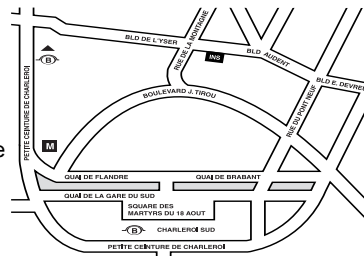 BLD DE L'YSER
RUE DE LA MONTAGNE
INS
BLD AUDENT
BLD E. DEVREU
B
PETITE CEINTURE DE CHARLEROI
BOULEVARD J. TIROU
RUE DU PONT NEUF
M
e
QUAI DE FLANDRE
QUAI DE BRABANT
QUAI DE LA GARE DU SUD
SQUARE DES
MARTYRS DU 18 AOUT
B CHARLEROI SUD
PETITE CEINTURE DE CHARLEROI